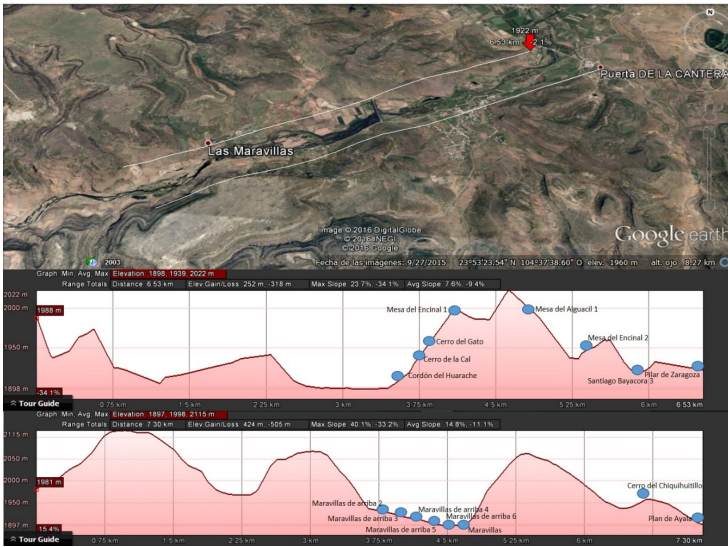 N
1922 m
6.53 km 2.1%
Puerta DE LA CANTERA
Las Maravillas
Image © 2016 DigitalGlobe
© 2016 INEGI
© 2016 Google
Google earth
2003
Fecha de las imágenes: 9/27/2015 23°53'23.54" N 104°37'38.60" O elev. 1960 m alt. ojo 8.27 km
Graph: Min, Avg, Max Elevation: 1898, 1939, 2022 m
Range Totals: Distance: 6.53 km Elev Gain/Loss: 252 m, -318 m Max Slope: 23.7%, -34.1% Avg Slope: 7.6%, -9.4%
2022 m
2000 m
1950 m
1898 m
1988 m
-34.1%
Mesa del Encinal 1
Mesa del Alguacil 1
Cerro del Gato
Mesa del Encinal 2
Cerro de la Cal
Cordón del Huarache
Santiago Bayacora 3
Pilar de Zaragoza
Tour Guide
0.75 km
1.5 km
2.25 km
3 km
4.5 km
5.25 km
6 km
6.53 km
Graph: Min, Avg, Max Elevation: 1897, 1998, 2115 m
Range Totals: Distance: 7.30 km Elev Gain/Loss: 424 m, -505 m Max Slope: 40.1%, -33.2% Avg Slope: 14.8%, -11.1%
2115 m
2050 m
2000 m
1950 m
1897 m
1981 m
15.4%
Maravillas de arriba 2
Maravillas de arriba 4
Maravillas de arriba 3
Maravillas de arriba 6
Maravillas de arriba 5
Maravillas
Cerro del Chiquihuitillo
Plan de Ayala
Tour Guide
0.75 km
1.5 km
2.25 km
3 km
3.75 km
4.5 km
5.25 km
6 km
7.30 km